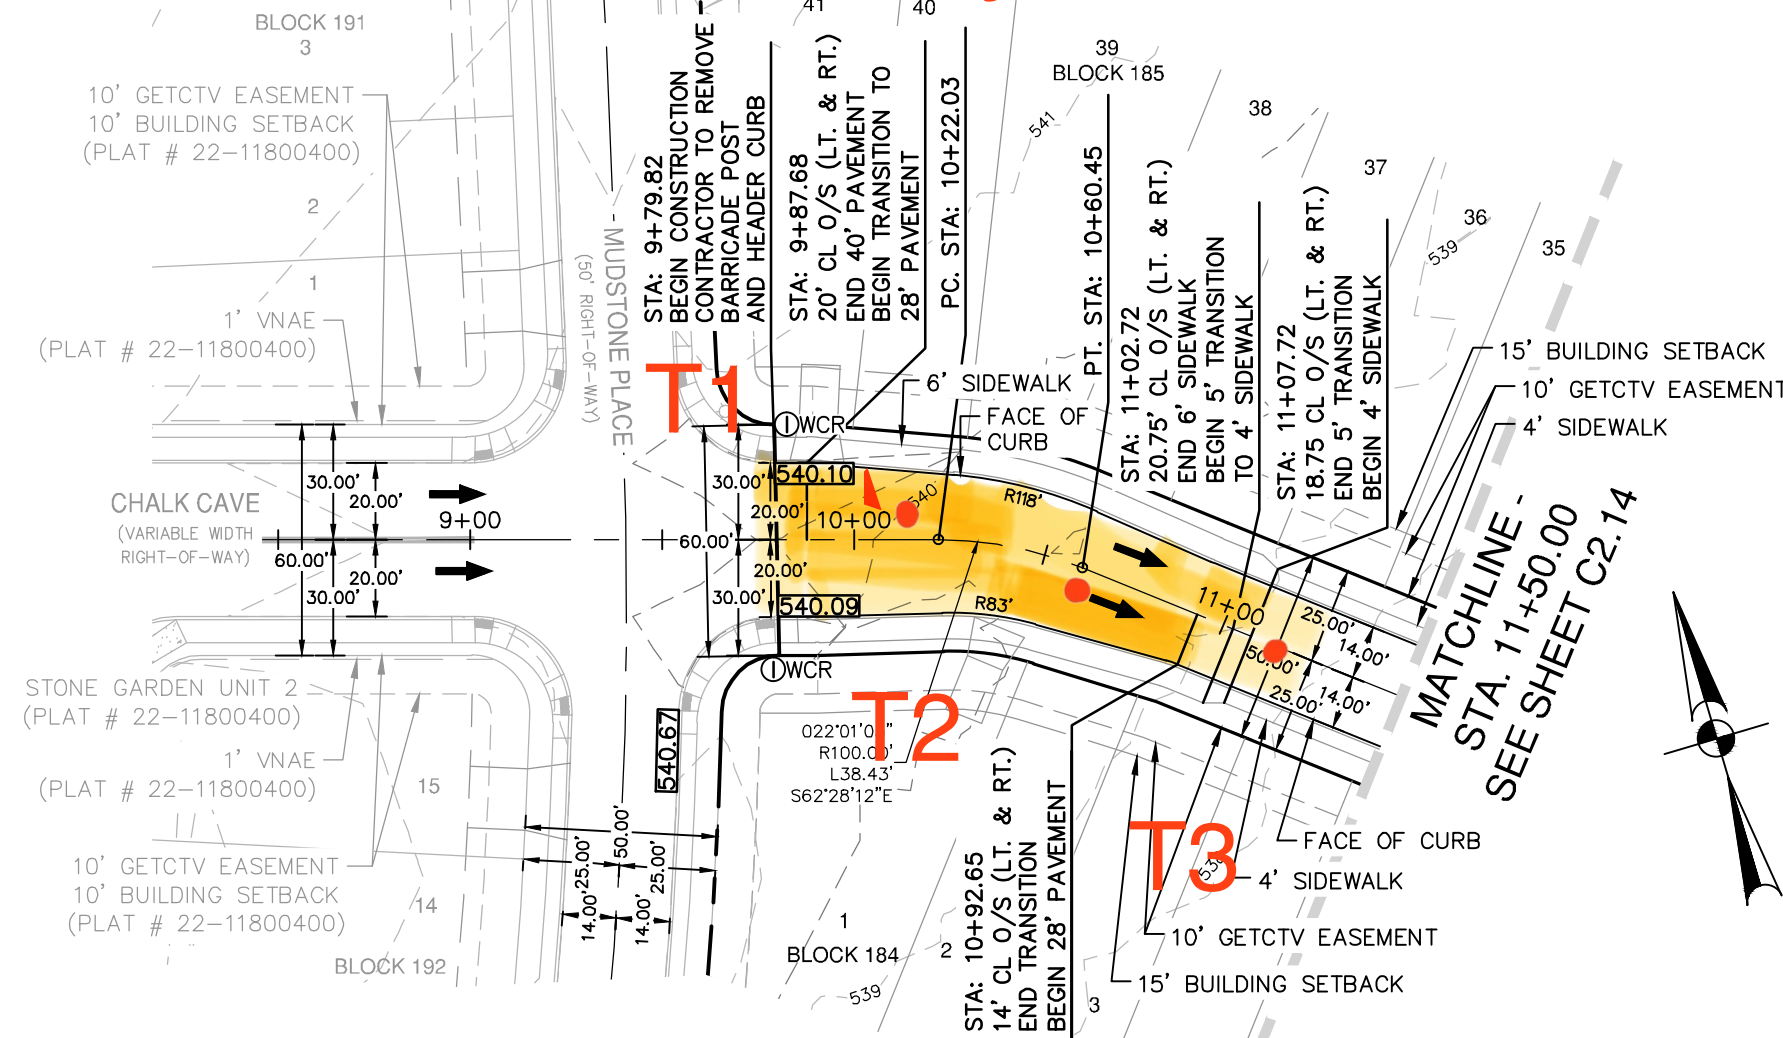 BLOCK 191
3
10' GETCTV EASEMENT
10' BUILDING SETBACK
(PLAT # 22-11800400)
2
1
1' VNAE
(PLAT # 22-11800400)
MUDSTONE PLACE
(50' RIGHT-OF-WAY)
STA: 9+79.82
BEGIN CONSTRUCTION
CONTRACTOR TO REMOVE
BARRICADE POST
AND HEADER CURB
STA: 9+87.68
20' CL O/S (LT. & RT.)
END 40' PAVEMENT
BEGIN TRANSITION TO
28' PAVEMENT
PC. STA: 10+22.03
41
40
39
BLOCK 185
541
38
37
36
539
35
PT. STA: 10+60.45
STA: 11+02.72
20.75' CL O/S (LT. & RT.)
END 6' SIDEWALK
BEGIN 5' TRANSITION
TO 4' SIDEWALK
STA: 11+07.72
18.75 CL O/S (LT. & RT.)
END 5' TRANSITION
BEGIN 4' SIDEWALK
15' BUILDING SETBACK
10' GETCTV EASEMENT
4' SIDEWALK
T1
WCR
6' SIDEWALK
FACE OF
CURB
540.10
540
R118'
30.00'
20.00'
60.00'
20.00'
30.00'
10+00
540.09
R83'
WCR
CHALK CAVE
(VARIABLE WIDTH
RIGHT-OF-WAY)
9+00
30.00'
20.00'
60.00'
20.00'
30.00'
11+00
25.00'
14.00'
50.00'
14.00'
25.00'
MATCHLINE -
STA. 11+50.00
SEE SHEET C2.14
STONE GARDEN UNIT 2
(PLAT # 22-11800400)
1' VNAE
(PLAT # 22-11800400)
15
10' GETCTV EASEMENT
10' BUILDING SETBACK
(PLAT # 22-11800400)
14
BLOCK 192
540.67
50.00'
25.00'
25.00'
14.00'
14.00'
T2
R100.00'
L38.43'
S62°28'12"E
1
BLOCK 184
2
539
STA: 10+92.65
14' CL O/S (LT. & RT.)
END TRANSITION
BEGIN 28' PAVEMENT
3
T3
FACE OF CURB
4' SIDEWALK
10' GETCTV EASEMENT
15' BUILDING SETBACK